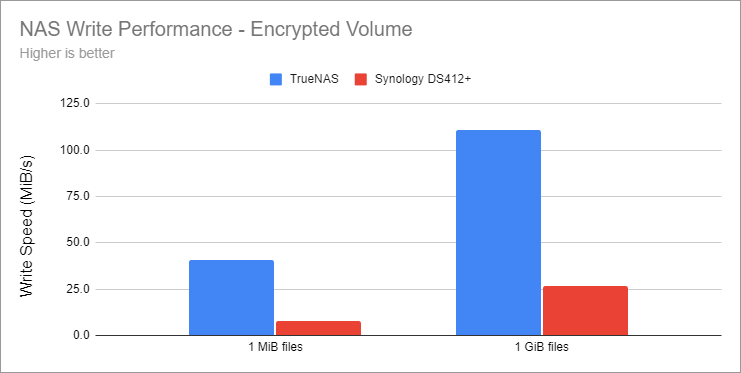 NAS Write Performance - Encrypted Volume
Higher is better
TrueNAS Synology DS412+
Write Speed (MiB/s)
125.0
100.0
75.0
50.0
25.0
0.0
1 MiB files 1 GiB files